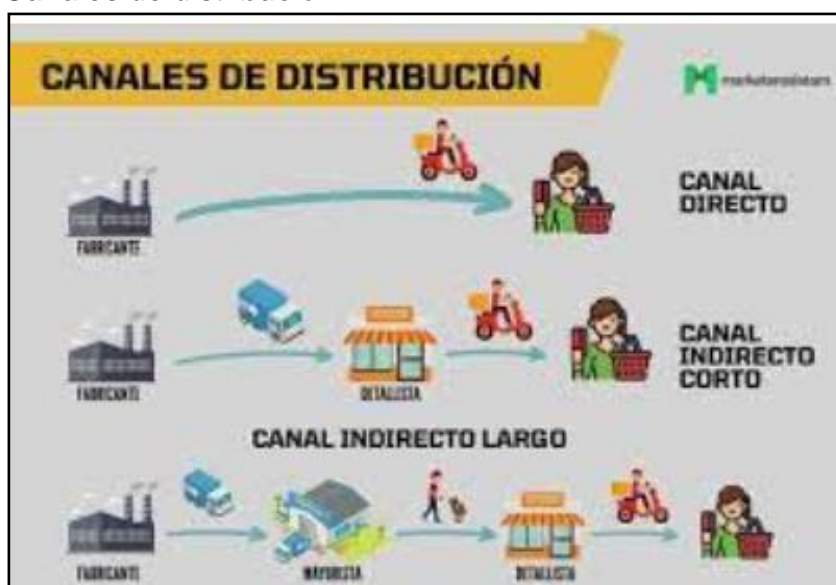 CANALES DE DISTRIBUCIÓN
CANAL
DIRECTO
FABRICANTE
CANAL
INDIRECTO
CORTO
FABRICANTE
DETALLISTA
CANAL INDIRECTO LARGO
FABRICANTE
MAYORISTA
DETALLISTA